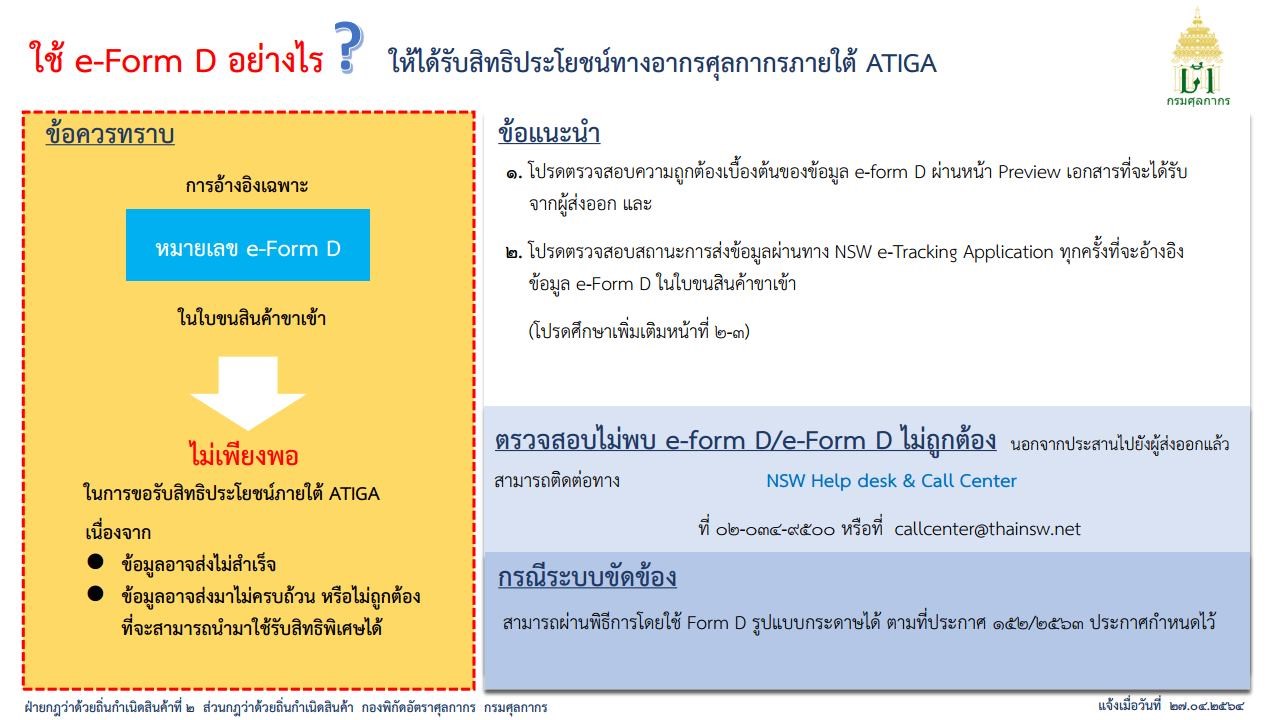 ใช้ e-Form D อย่างไร ? ให้ได้รับสิทธิประโยชน์ทางอากรศุลกากรภายใต้ ATIGA
กรมศุลกากร
ข้อควรทราบ
การอ้างอิงเฉพาะ
หมายเลข e-Form D
ในใบขนสินค้าขาเข้า
ไม่เพียงพอ
ในการขอรับสิทธิประโยชน์ภายใต้ ATIGA
เนื่องจาก
● ข้อมูลอาจส่งไม่สำเร็จ
● ข้อมูลอาจส่งมาไม่ครบถ้วน หรือไม่ถูกต้อง
ที่จะสามารถนำมาใช้รับสิทธิพิเศษได้
ข้อแนะนำ
๑. โปรดตรวจสอบความถูกต้องเบื้องต้นของข้อมูล e-form D ผ่านหน้า Preview เอกสารที่จะได้รับ
จากผู้ส่งออก และ
๒. โปรดตรวจสอบสถานะการส่งข้อมูลผ่านทาง NSW e-Tracking Application ทุกครั้งที่จะอ้างอิง
ข้อมูล e-Form D ในใบขนสินค้าขาเข้า
(โปรดศึกษาเพิ่มเติมหน้าที่ ๒-๓)
ตรวจสอบไม่พบ e-form D/e-Form D ไม่ถูกต้อง นอกจากประสานไปยังผู้ส่งออกแล้ว
สามารถติดต่อทาง NSW Help desk & Call Center
ที่ ๐๒-๐๓๔-๙๕๐๐ หรือที่ callcenter@thainsw.net
กรณีระบบขัดข้อง
สามารถผ่านพิธีการโดยใช้ Form D รูปแบบกระดาษได้ ตามที่ประกาศ ๑๕๒/๒๕๖๓ ประกาศกำหนดไว้
ฝ่ายกฎว่าด้วยถิ่นกำเนิดสินค้าที่ ๒ ส่วนกฎว่าด้วยถิ่นกำเนิดสินค้า กองพิกัดอัตราศุลกากร กรมศุลกากร
แจ้งเมื่อวันที่ ๒๗.๐๔.๒๕๖๔